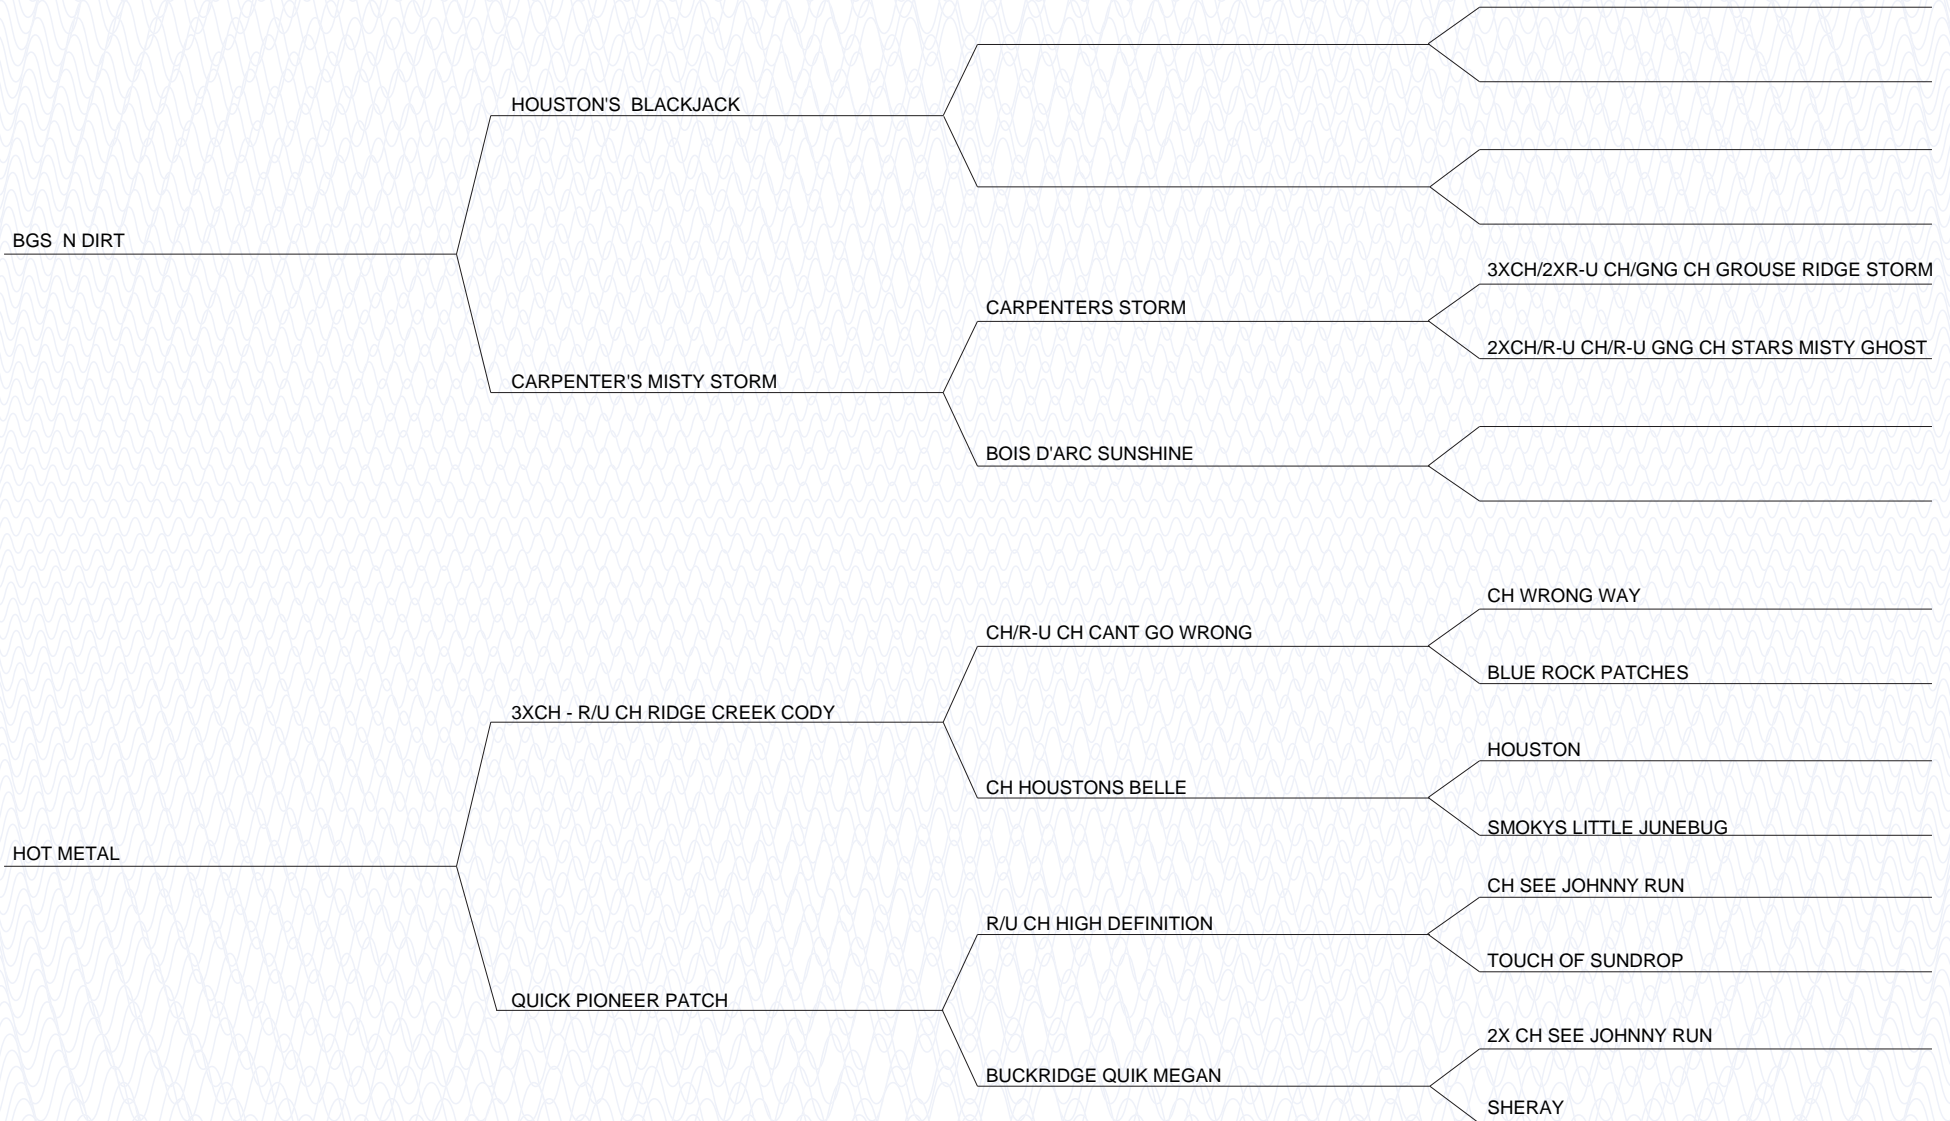 HOUSTON'S  BLACKJACK
BGS  N DIRT
3XCH/2XR-U CH/GNG CH GROUSE RIDGE STORM
CARPENTERS STORM
2XCH/R-U CH/R-U GNG CH STARS MISTY GHOST
CARPENTER'S MISTY STORM
BOIS D'ARC SUNSHINE
CH WRONG WAY
CH/R-U CH CANT GO WRONG
BLUE ROCK PATCHES
3XCH - R/U CH RIDGE CREEK CODY
HOUSTON
CH HOUSTONS BELLE
SMOKYS LITTLE JUNEBUG
HOT METAL
CH SEE JOHNNY RUN
R/U CH HIGH DEFINITION
TOUCH OF SUNDROP
QUICK PIONEER PATCH
2X CH SEE JOHNNY RUN
BUCKRIDGE QUIK MEGAN
SHERAY